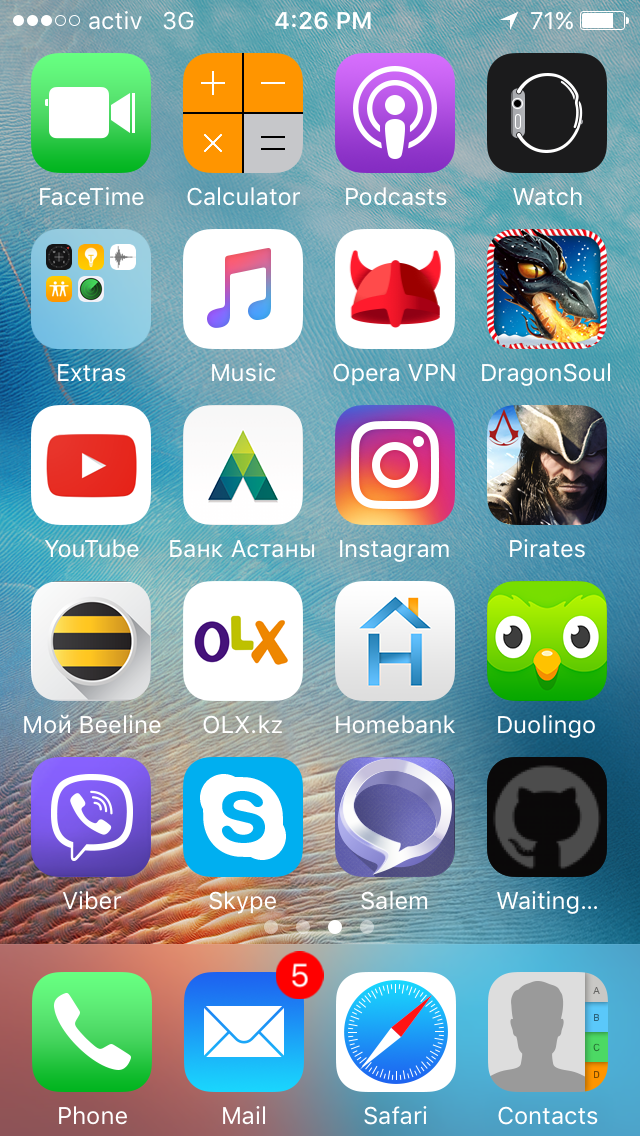 activ 3G 4:26 PM 71%
FaceTime Calculator Podcasts Watch
Extras Music Opera VPN DragonSoul
YouTube Банк Астаны Instagram Pirates
OLX
Мой Beeline OLX.kz Homebank Duolingo
Viber Skype Salem Waiting...
5
A
B
C
D
Phone Mail Safari Contacts